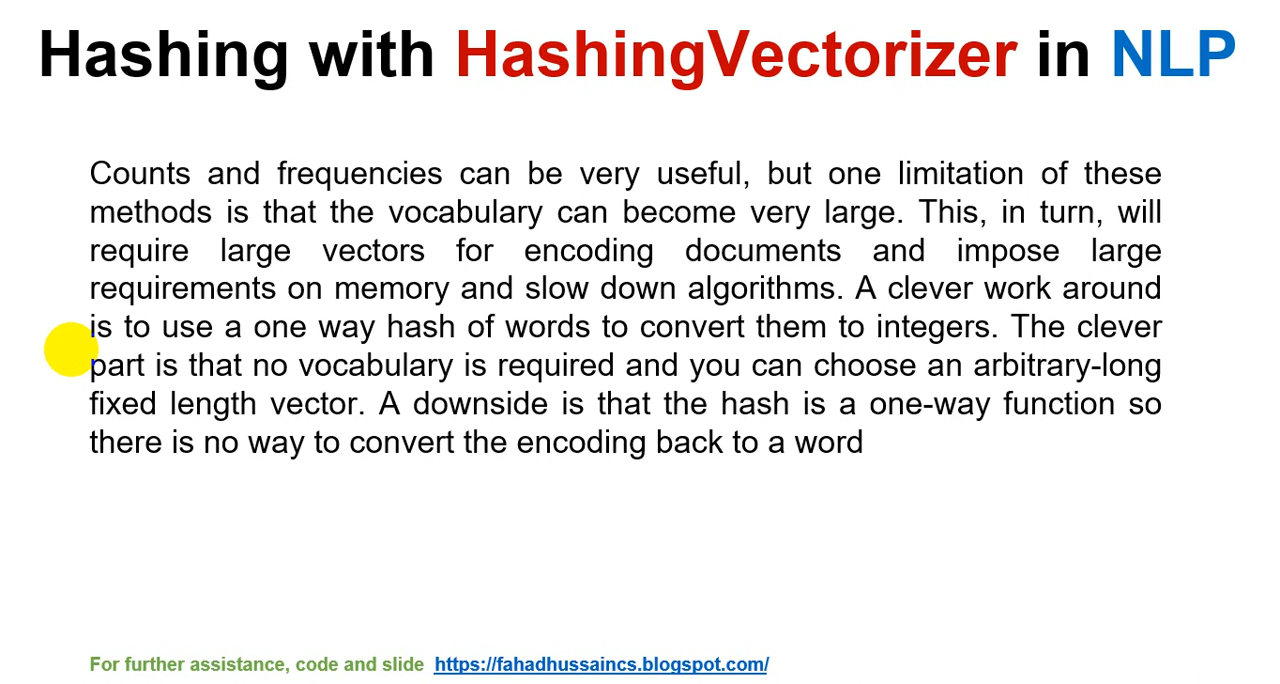 Hashing with HashingVectorizer in NLP
Counts and frequencies can be very useful, but one limitation of these
methods is that the vocabulary can become very large. This, in turn, will
require large vectors for encoding documents and impose large
requirements on memory and slow down algorithms. A clever work around
is to use a one way hash of words to convert them to integers. The clever
part is that no vocabulary is required and you can choose an arbitrary-long
fixed length vector. A downside is that the hash is a one-way function so
there is no way to convert the encoding back to a word
For further assistance, code and slide https://fahadhussaincs.blogspot.com/